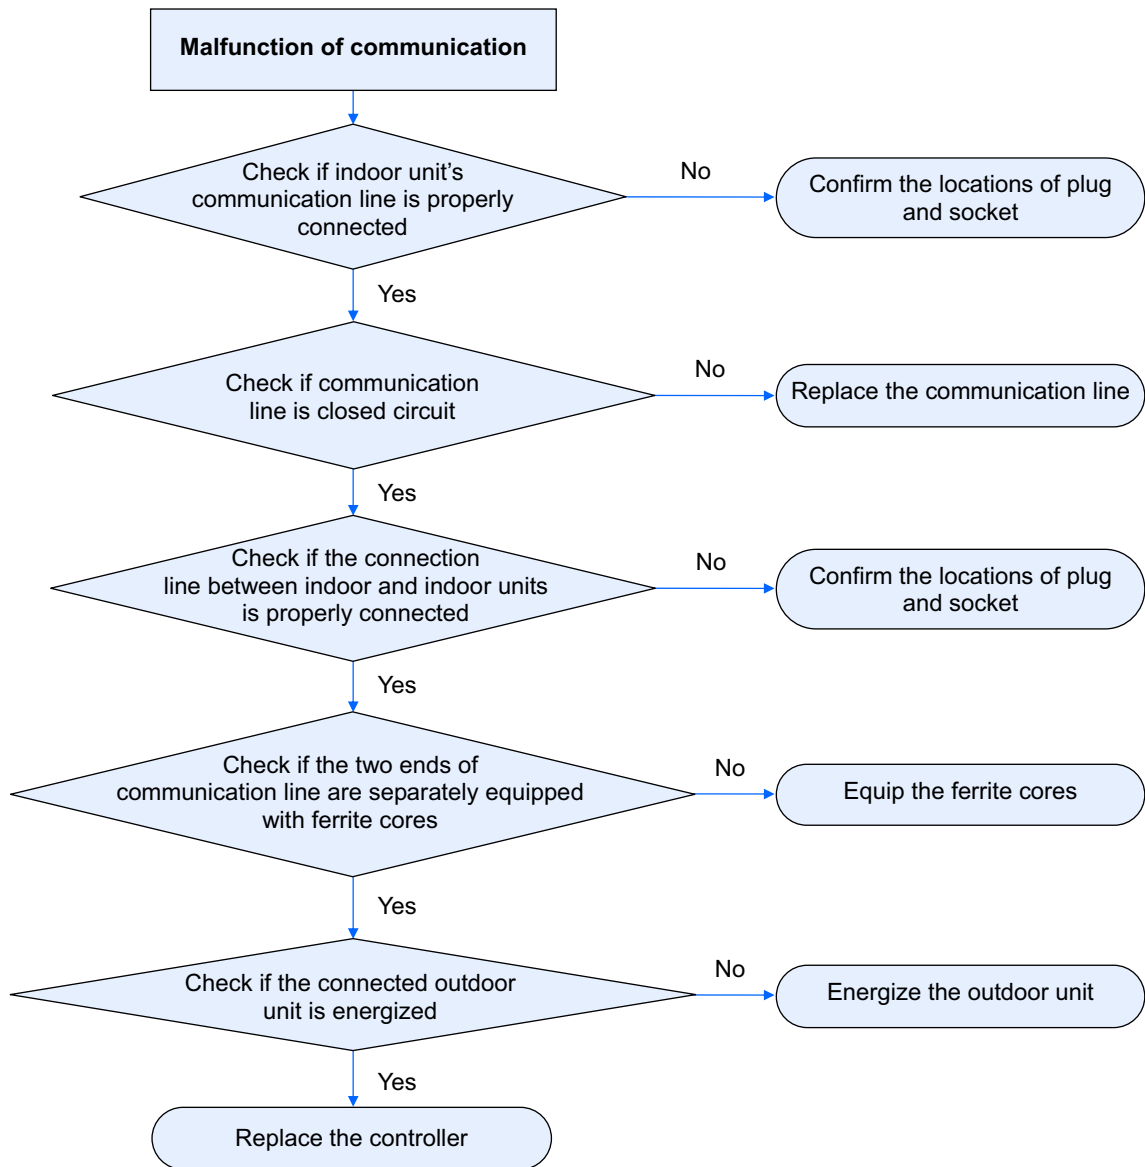 Malfunction of communication
Check if indoor unit's
communication line is properly
connected
No
Confirm the locations of plug
and socket
Yes
Check if communication
line is closed circuit
No
Replace the communication line
Yes
Check if the connection
line between indoor and indoor units
is properly connected
No
Confirm the locations of plug
and socket
Yes
Check if the two ends of
communication line are separately equipped
with ferrite cores
No
Equip the ferrite cores
Yes
Check if the connected outdoor
unit is energized
No
Energize the outdoor unit
Yes
Replace the controller